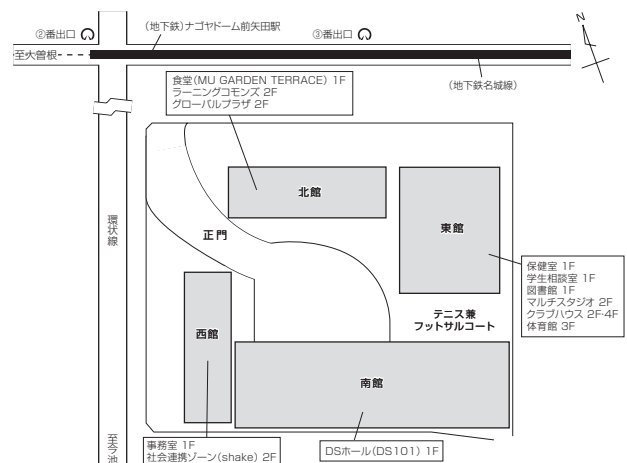 ②番出口
(地下鉄)ナゴヤドーム前矢田駅
③番出口
N
至大曽根
(地下鉄名城線)
食堂(MU GARDEN TERRACE) 1F
ラーニングコモンズ 2F
グローバルプラザ 2F
北館
東館
環状線
正門
保健室 1F
学生相談室 1F
図書館 1F
マルチスタジオ 2F
クラブハウス 2F・4F
体育館 3F
テニス兼
フットサルコート
西館
南館
至今池
事務室 1F
社会連携ゾーン(shake) 2F
DSホール(DS101) 1F